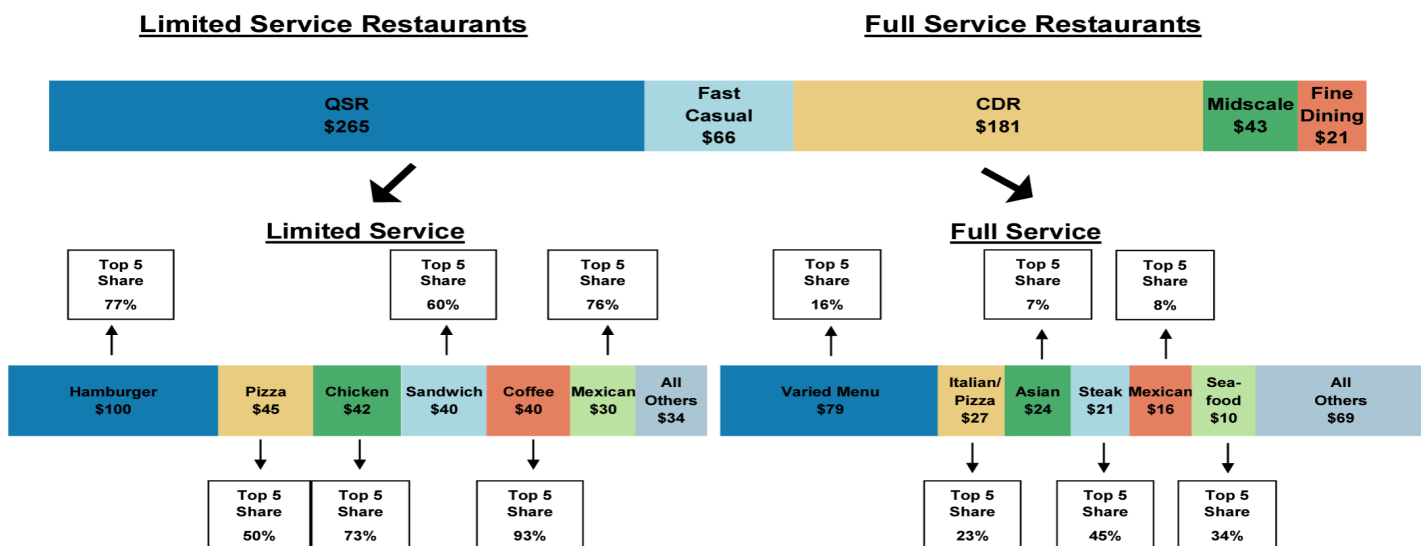 Limited Service Restaurants
Full Service Restaurants
QSR
$265
Fast
Casual
$66
CDR
$181
Midscale
$43
Fine
Dining
$21
Limited Service
Full Service
Top 5
Share
77%
Top 5
Share
60%
Top 5
Share
76%
Top 5
Share
16%
Top 5
Share
7%
Top 5
Share
8%
Hamburger
$100
Pizza
$45
Chicken
$42
Sandwich
$40
Coffee
$40
Mexican
$30
All
Others
$34
Varied Menu
$79
Italian/
Pizza
$27
Asian
$24
Steak
$21
Mexican
$16
Sea-
food
$10
All
Others
$69
Top 5
Share
50%
Top 5
Share
73%
Top 5
Share
93%
Top 5
Share
23%
Top 5
Share
45%
Top 5
Share
34%